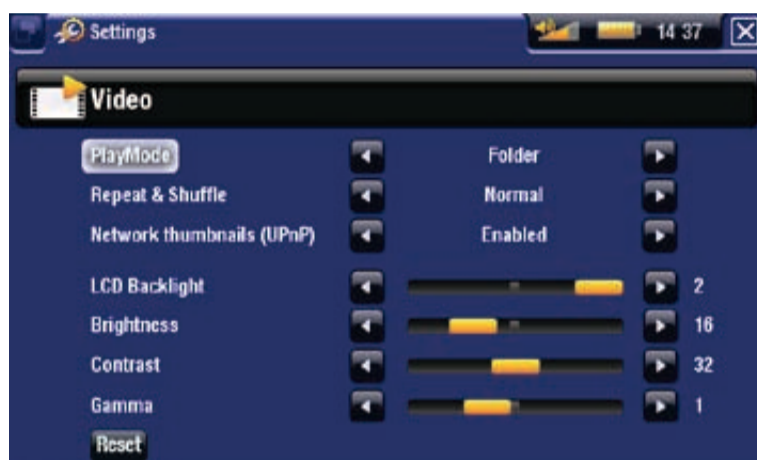 Settings 14 37
Video
PlayMode Folder
Repeat & Shuffle Normal
Network thumbnails (UPnP) Enabled
LCD Backlight 2
Brightness 16
Contrast 32
Gamma 1
Reset